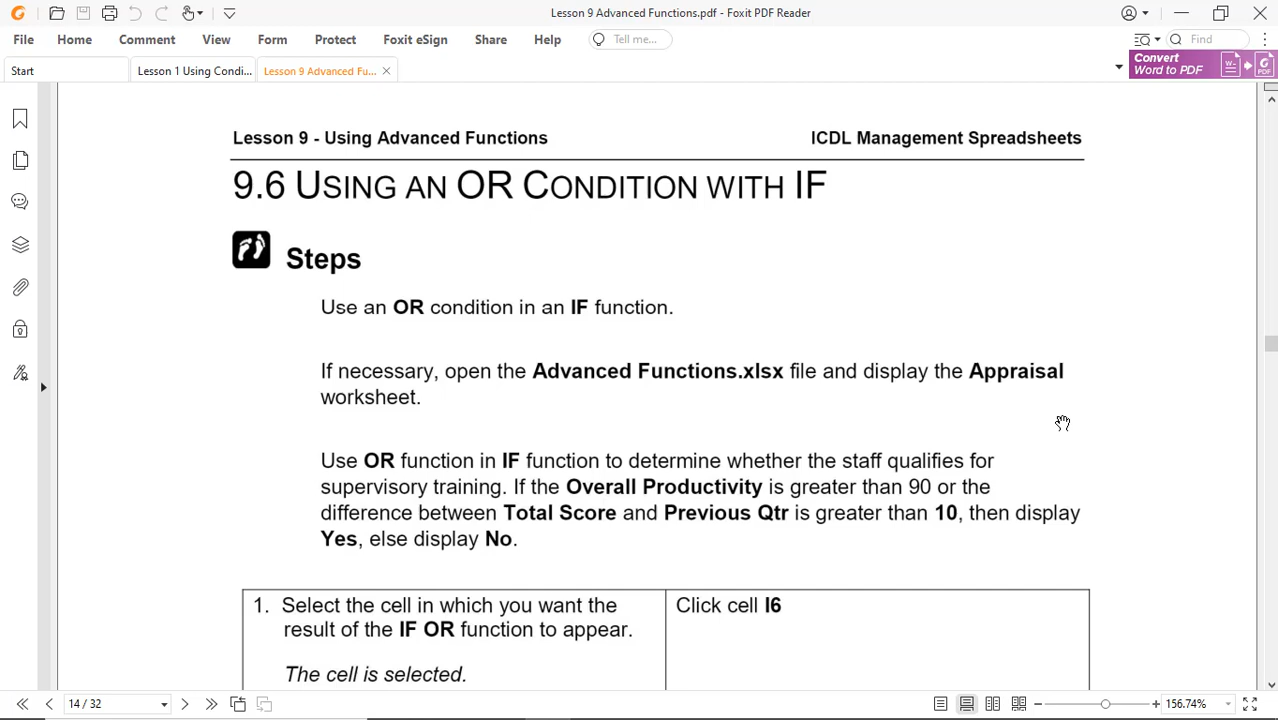 Lesson 9 Advanced Functions.pdf - Foxit PDF Reader
File Home Comment View Form Protect Foxit eSign Share Help Tell me... Find
Start Lesson 1 Using Condi... Lesson 9 Advanced Fu...
Convert
Word to PDF
Lesson 9 - Using Advanced Functions ICDL Management Spreadsheets
9.6 USING AN OR CONDITION WITH IF
Steps
Use an OR condition in an IF function.
If necessary, open the Advanced Functions.xlsx file and display the Appraisal
worksheet.
Use OR function in IF function to determine whether the staff qualifies for
supervisory training. If the Overall Productivity is greater than 90 or the
difference between Total Score and Previous Qtr is greater than 10, then display
Yes, else display No.
1. Select the cell in which you want the
result of the IF OR function to appear.
The cell is selected.
Click cell I6
14 / 32 156.74%